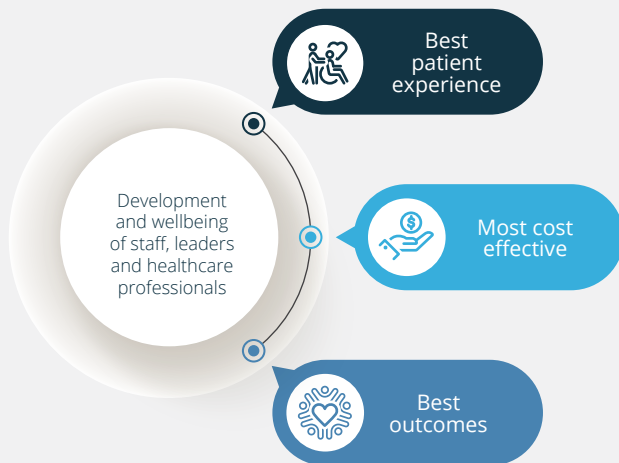 Best
patient
experience
Development
and wellbeing
of staff, leaders
and healthcare
professionals
$
Most cost
effective
Best
outcomes